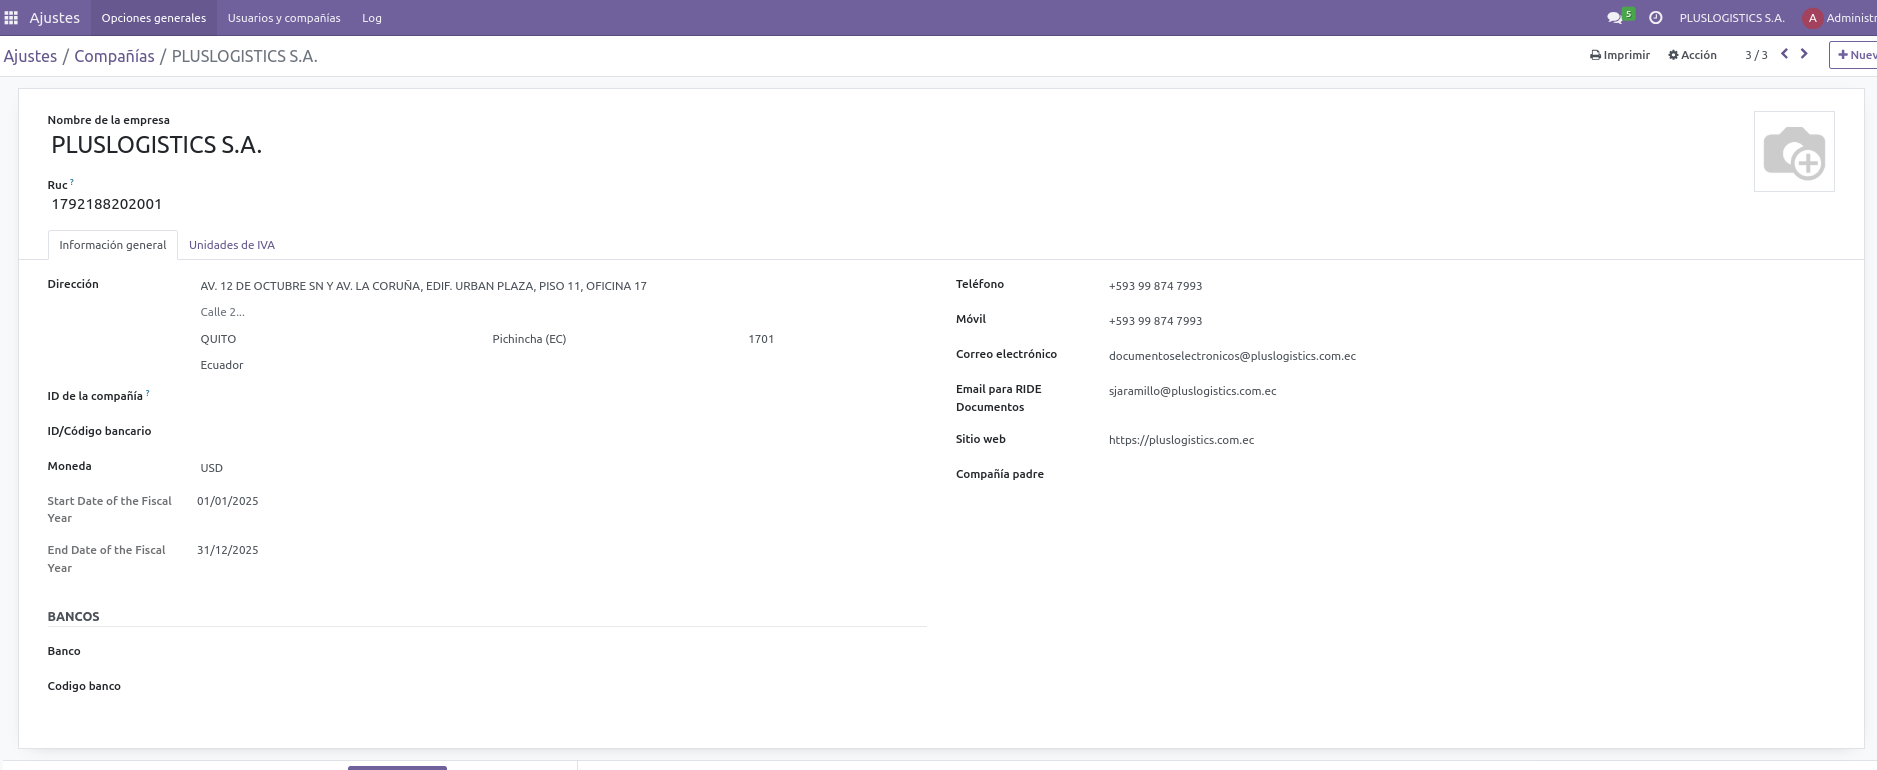 Ajustes Opciones generales Usuarios y compañías Log 5 PLUSLOGISTICS S.A. A Administr
Ajustes / Compañías / PLUSLOGISTICS S.A. Imprimir Acción 3 / 3 Nuev
Nombre de la empresa
PLUSLOGISTICS S.A.
Ruc ?
1792188202001
Información general Unidades de IVA
Dirección
AV. 12 DE OCTUBRE SN Y AV. LA CORUÑA, EDIF. URBAN PLAZA, PISO 11, OFICINA 17
Calle 2...
QUITO Pichincha (EC) 1701
Ecuador
ID de la compañía ?
ID/Código bancario
Moneda USD
Start Date of the Fiscal Year 01/01/2025
End Date of the Fiscal Year 31/12/2025
Teléfono +593 99 874 7993
Móvil +593 99 874 7993
Correo electrónico documentoselectronicos@pluslogistics.com.ec
Email para RIDE Documentos sjaramillo@pluslogistics.com.ec
Sitio web https://pluslogistics.com.ec
Compañía padre
BANCOS
Banco
Codigo banco